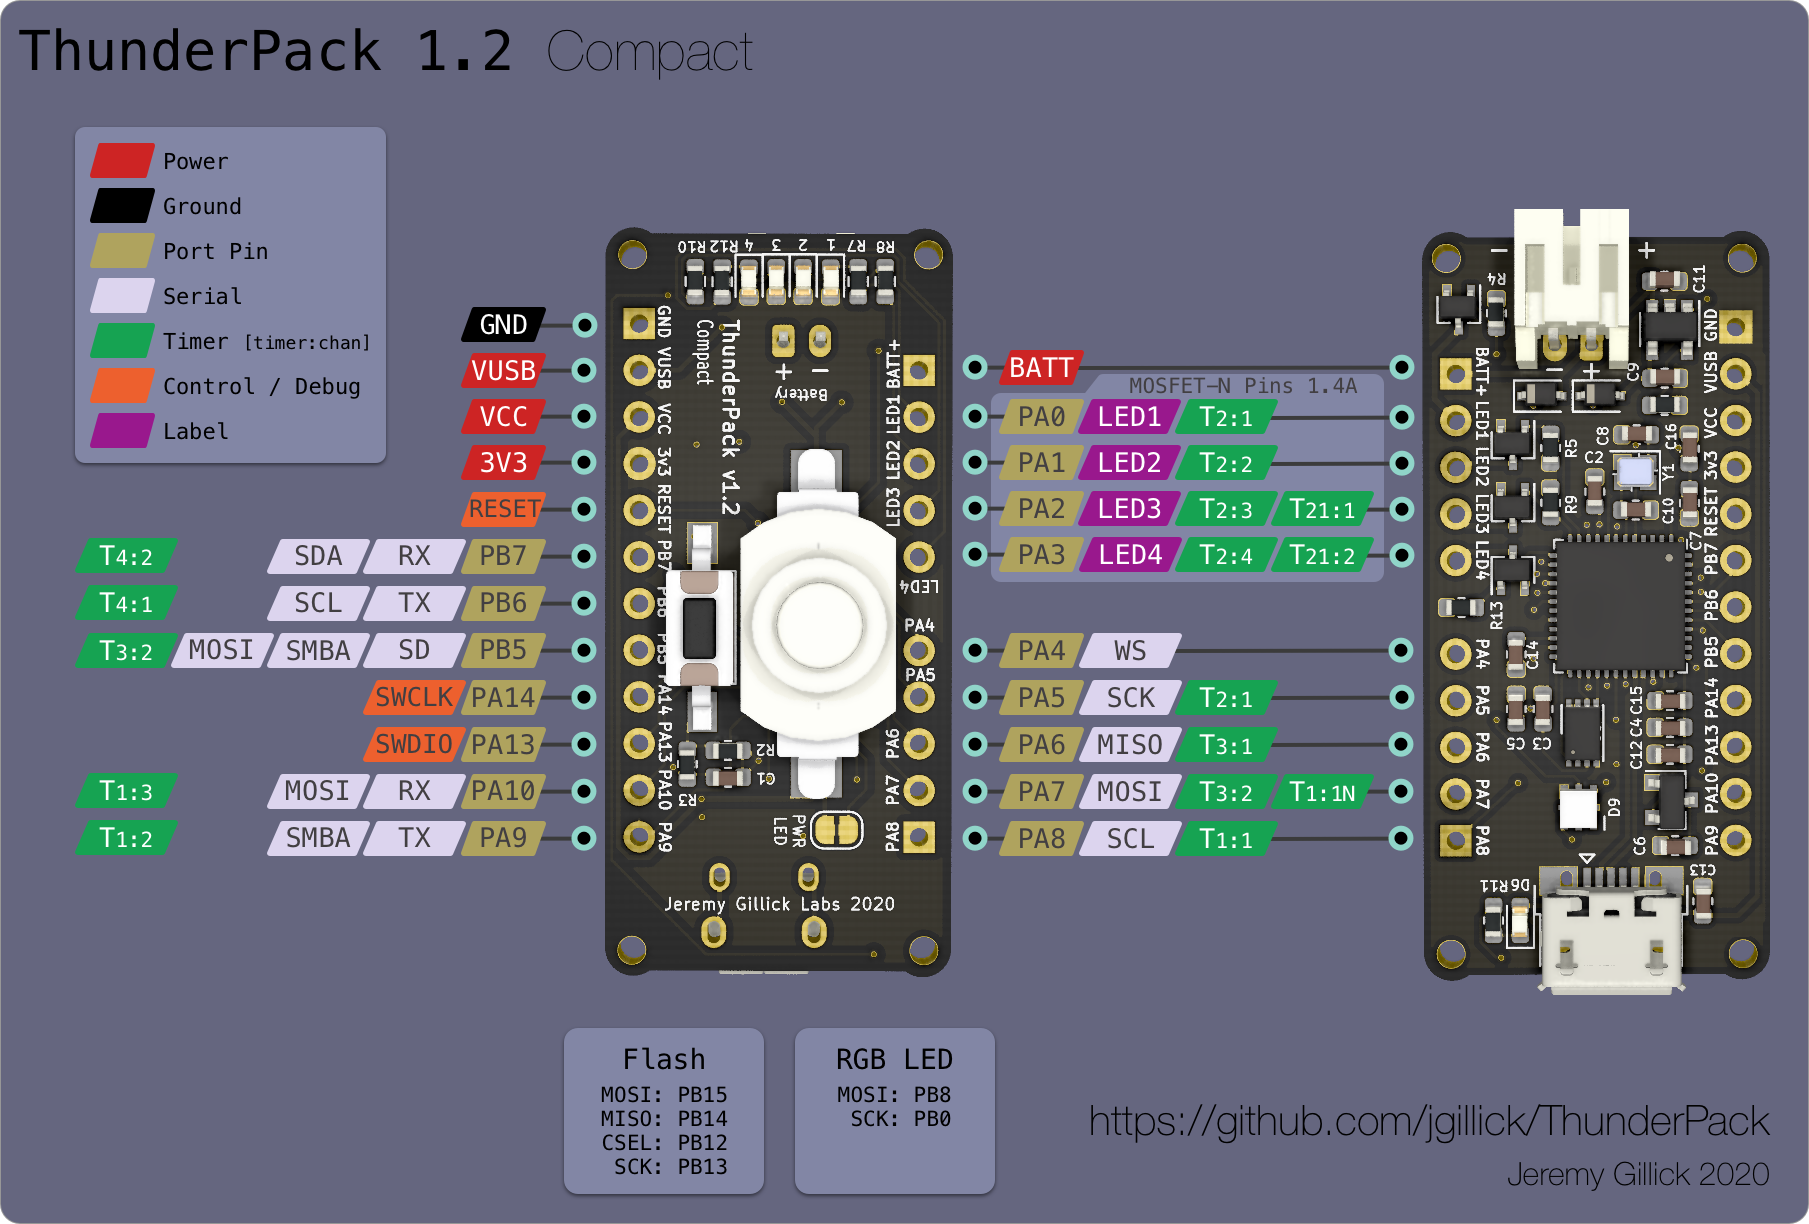 ThunderPack 1.2 Compact
Power
Ground
Port Pin
Serial
Timer [timer:chan]
Control / Debug
Label
GND
VUSB
VCC
3V3
RESET
T4:2 SDA RX PB7
T4:1 SCL TX PB6
T3:2 MOSI SMBA SD PB5
SWCLK PA14
SWDIO PA13
T1:3 MOSI RX PA10
T1:2 SMBA TX PA9
R10 R12 4 3 2 1 R7 R8
GND
VUSB
VCC
3v3
RESET
PB7
PB6
PB5
PA14
PA13
PA10
PA9
ThunderPack v1.2
Compact
+ −
Battery
BATT+
LED1
LED2
LED3
LED4
PA4
PA5
PA6
PA7
PA8
R2
C1
R3
PWR
LED
Jeremy Gillick Labs 2020
BATT
MOSFET-N Pins 1.4A
PA0 LED1 T2:1
PA1 LED2 T2:2
PA2 LED3 T2:3 T21:1
PA3 LED4 T2:4 T21:2
PA4 WS
PA5 SCK T2:1
PA6 MISO T3:1
PA7 MOSI T3:2 T1:1N
PA8 SCL T1:1
− +
R4
C11
− +
C9
BATT+
LED1
LED2
LED3
LED4
PA4
PA5
PA6
PA7
PA8
GND
VUSB
VCC
3v3
RESET
PB7
PB6
PB5
PA14
PA13
PA10
PA9
R5
C8
C16
C2
Y1
R9
C10
C7
R13
C14
C15
C5 C3
C4
C12
D9
C6
C13
D6 R11
Flash
MOSI: PB15
MISO: PB14
CSEL: PB12
SCK: PB13
RGB LED
MOSI: PB8
SCK: PB0
https://github.com/jgillick/ThunderPack
Jeremy Gillick 2020